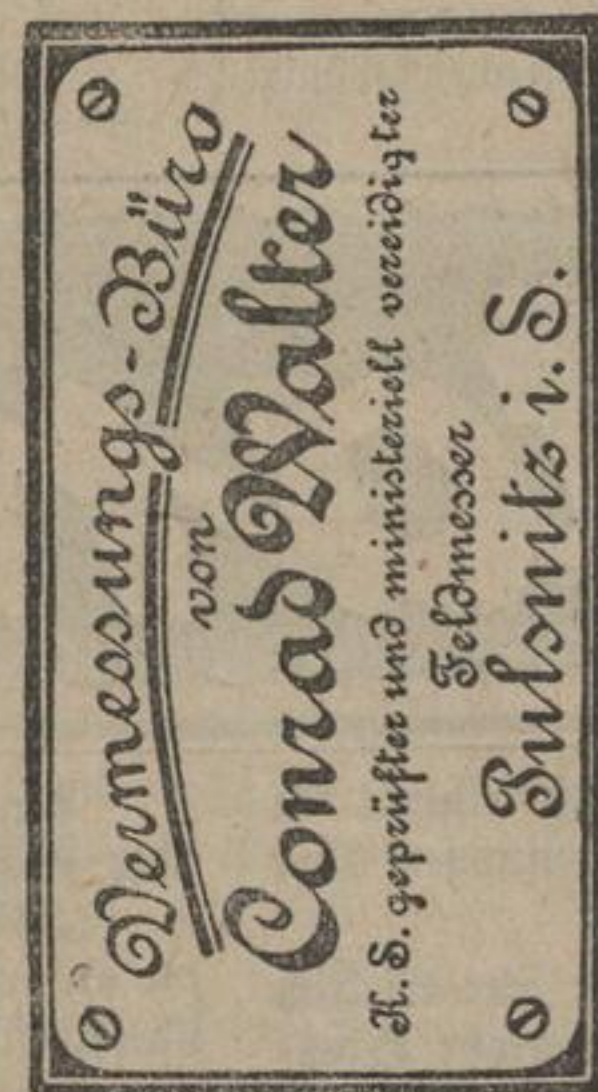 Vermessungs-Büro
von
Conrad Walter
K. S. geprüfter und ministeriell vereidigter
Feldmesser
Pulsnitz i. S.